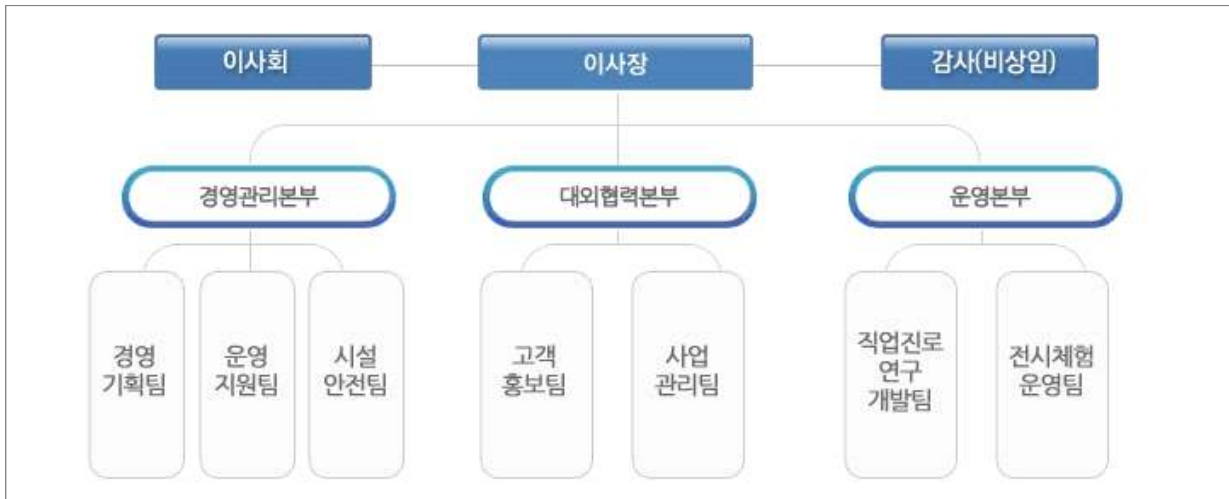 이사회
이사장
감사(비상임)
경영관리본부
대외협력본부
운영본부
경영
기획팀
운영
지원팀
시설
안전팀
고객
홍보팀
사업
관리팀
직업진로
연구
개발팀
전시체험
운영팀